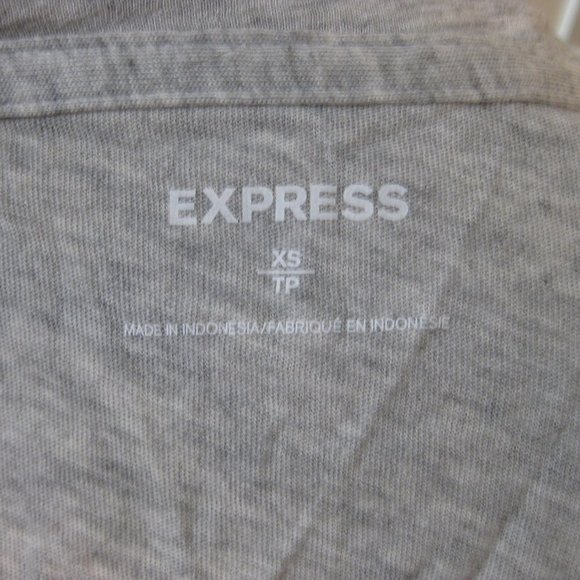 EXPRESS
XS
TP
MADE IN INDONESIA/FABRIQUÉ EN INDONÉSIE